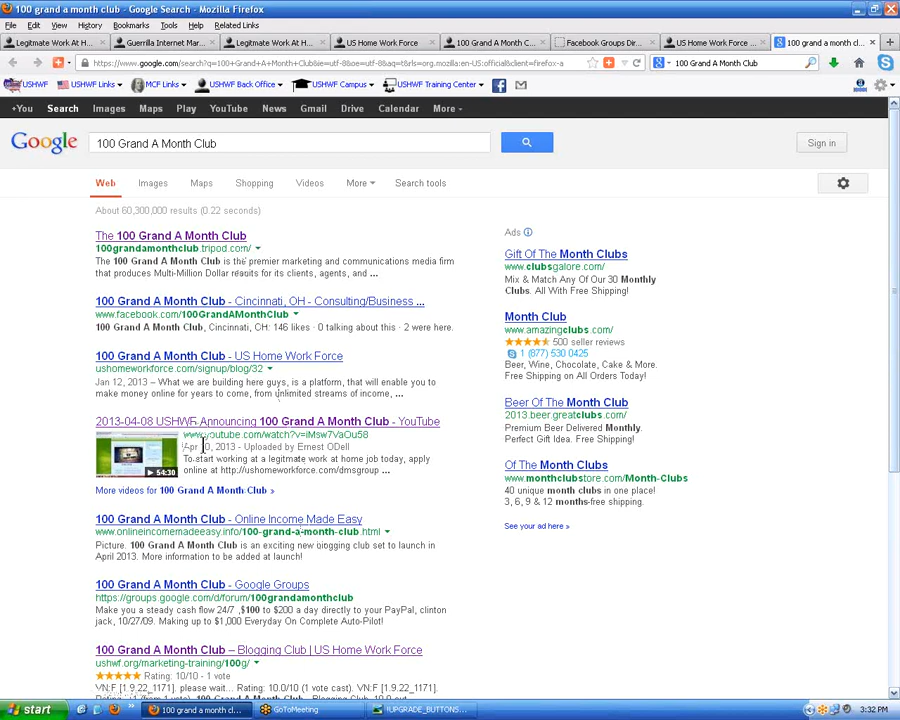 100 grand a month club - Google Search - Mozilla Firefox
File Edit View History Bookmarks Tools Help Related Links
Legitmate Work At H... Guerrilla Internet Mar... Legitmate Work At H... US Home Work Force 100 Grand A Month C... Facebook Groups Dir... US Home Work Force ... 100 grand a month cl...
https://www.google.com/search?q=100+Grand+A+Month+Club&ie=utf-8&oe=utf-8&aq=t&rls=org.mozilla:en-US:official&client=firefox-a 100 Grand A Month Club
USHWF USHWF Links MCF Links USHWF Back Office USHWF Campus USHWF Training Center
+You Search Images Maps Play YouTube News Gmail Drive Calendar More
Google 100 Grand A Month Club Sign in
Web Images Maps Shopping Videos More Search tools
About 60,300,000 results (0.22 seconds)
The 100 Grand A Month Club
100grandamonthclub.tripod.com/
The 100 Grand A Month Club is the premier marketing and communications media firm
that produces Multi-Million Dollar results for its clients, agents, and ...
100 Grand A Month Club - Cincinnati, OH - Consulting/Business ...
www.facebook.com/100GrandAMonthClub
100 Grand A Month Club, Cincinnati, OH: 146 likes · 0 talking about this · 2 were here.
100 Grand A Month Club - US Home Work Force
ushomeworkforce.com/signup/blog/32
Jan 12, 2013 – What we are building here guys, is a platform, that will enable you to
make money online for years to come, from unlimited streams of income, ...
2013-04-08 USHWF Announcing 100 Grand A Month Club - YouTube
www.youtube.com/watch?v=iMsw7VaOu58
Apr 10, 2013 - Uploaded by Ernest ODell
To start working at a legitmate work at home job today, apply
online at http://ushomeworkforce.com/dmsgroup ...
54:30
More videos for 100 Grand A Month Club »
100 Grand A Month Club - Online Income Made Easy
www.onlineincomemadeeasy.info/100-grand-a-month-club.html
Picture. 100 Grand A Month Club is an exciting new blogging club set to launch in
April 2013. More information to be added at launch!
100 Grand A Month Club - Google Groups
https://groups.google.com/d/forum/100grandamonthclub
Make you a steady cash flow 24/7 ,$100 to $200 a day directly to your PayPal, clinton
jack, 10/27/09. Making up to $1,000 Everyday On Complete Auto-Pilot!
100 Grand A Month Club – Blogging Club | US Home Work Force
ushwf.org/marketing-training/100g/
Rating: 10/10 - 1 vote
VN:F [1.9.22_1171]. please wait... Rating: 10.0/10 (1 vote cast). VN:F [1.9.22_1171]
Ads
Gift Of The Month Clubs
www.clubsgalore.com/
Mix & Match Any Of Our 30 Monthly
Clubs. All With Free Shipping!
Month Club
www.amazingclubs.com/
500 seller reviews
1 (877) 530 0425
Beer, Wine, Chocolate, Cake & More.
Free Shipping All Orders Today!
Beer Of The Month Club
2013.beer.greatclubs.com/
Premium Beer Delivered Monthly.
Perfect Gift Idea. Free Shipping!
Of The Month Clubs
www.monthclubstore.com/Month-Clubs
40 unique month clubs in one place!
3, 6, 9 & 12 months-free shipping.
See your ad here »
start 100 grand a month cl... GoToMeeting !UPGRADE_BUTTONS... 3:32 PM